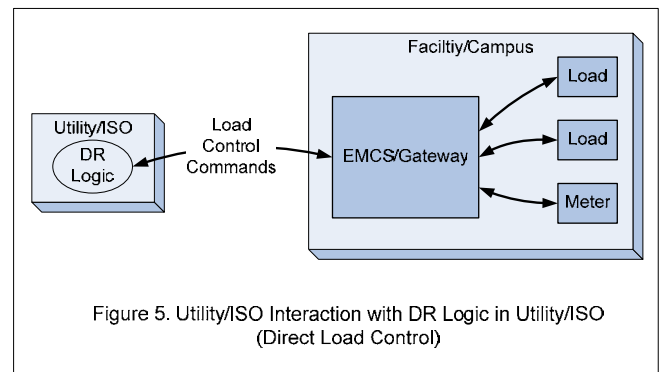 Faciltiy/Campus
Utility/ISO
DR
Logic
Load
Control
Commands
EMCS/Gateway
Load
Load
Meter
Figure 5. Utility/ISO Interaction with DR Logic in Utility/ISO
(Direct Load Control)